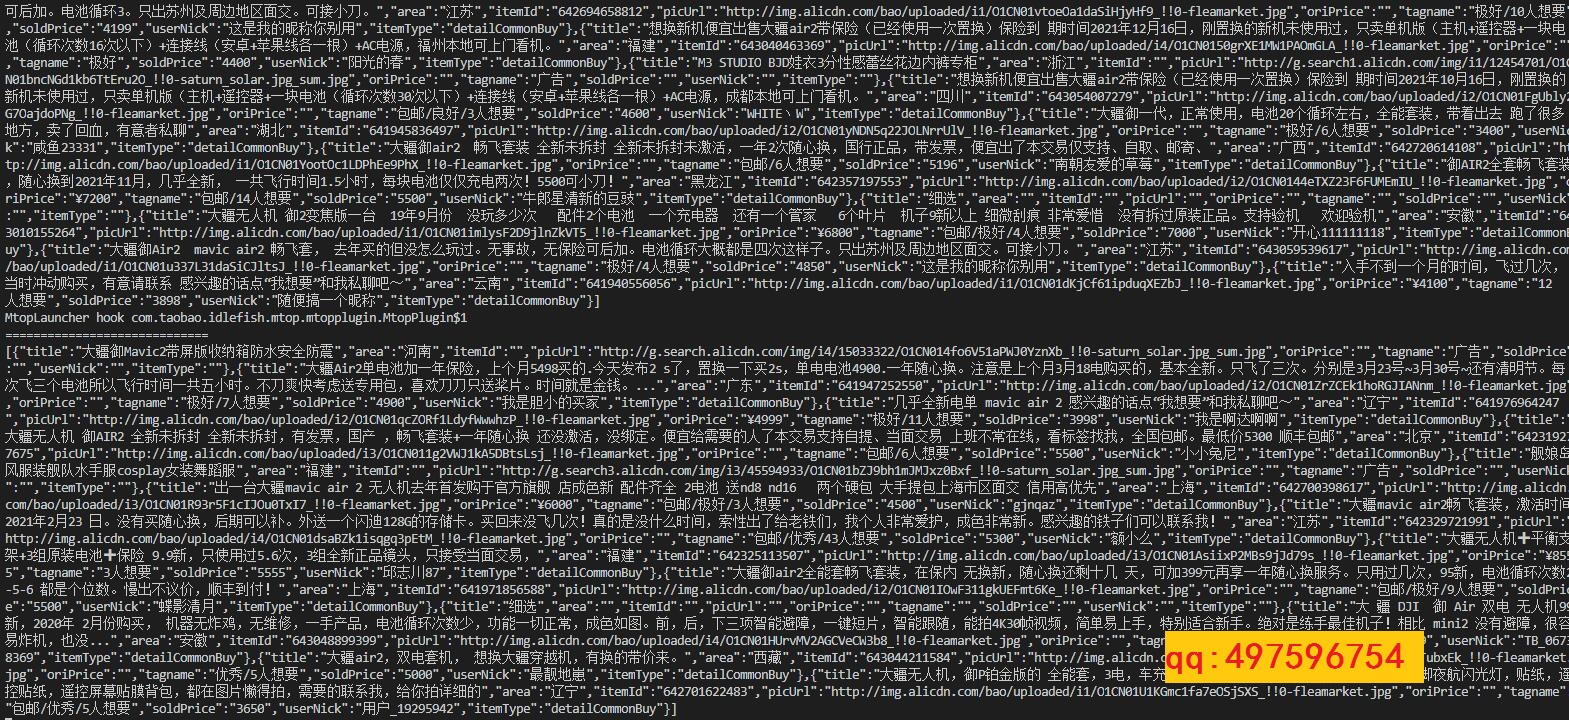 可后加。电池循环3。只出苏州及周边地区面交。可接小刀。","area":"江苏","itemId":"642694658812","picUrl":"http://img.alicdn.com/bao/uploaded/i1/O1CN01vtoeOa1daSiHjyHf9_!!0-fleamarket.jpg","oriPrice":"","tagname":"极好/10人想要
","soldPrice":"4199","userNick":"这是我的昵称你别用","itemType":"detailCommonBuy"},{"title":"想换新机便宜出售大疆air2带保险（已经使用一次置换）保险到 期时间2021年12月16日，刚置换的新机未使用过，只卖单机版（主机+遥控器+一块电
池（循环次数16次以下）+连接线（安卓+苹果线各一根）+AC电源，福州本地可上门看机。","area":"福建","itemId":"643040463369","picUrl":"http://img.alicdn.com/bao/uploaded/i4/O1CN0150grXE1MW1PAOmGLA_!!0-fleamarket.jpg","oriPrice":"
","tagname":"极好","soldPrice":"4400","userNick":"阳光的春","itemType":"detailCommonBuy"},{"title":"M3 STUDIO BJD娃衣3分性感蕾丝花边内裤专柜","area":"浙江","itemId":"","picUrl":"http://g.search1.alicdn.com/img/i1/12454701/O1C
N01bncNGd1kb6TtEru2O_!!0-saturn_solar.jpg_sum.jpg","oriPrice":"","tagname":"广告","soldPrice":"","userNick":"","itemType":""},{"title":"想换新机便宜出售大疆air2带保险（已经使用一次置换）保险到 期时间2021年10月16日，刚置换的
新机未使用过，只卖单机版（主机+遥控器+一块电池（循环次数30次以下）+连接线（安卓+苹果线各一根）+AC电源，成都本地可上门看机。","area":"四川","itemId":"643054007279","picUrl":"http://img.alicdn.com/bao/uploaded/i2/O1CN01FgUbly2
G7OajdoPNg_!!0-fleamarket.jpg","oriPrice":"","tagname":"包邮/良好/3人想要","soldPrice":"4600","userNick":"WHITE丶W","itemType":"detailCommonBuy"},{"title":"大疆御一代，正常使用，电池20个循环左右，全能套装，带着出去 跑了很多
地方，卖了回血，有意者私聊","area":"湖北","itemId":"641945836497","picUrl":"http://img.alicdn.com/bao/uploaded/i1/O1CN01yNDN5q22JOLNrrUlV_!!0-fleamarket.jpg","oriPrice":"","tagname":"极好/6人想要","soldPrice":"3400","userNic
k":"咸鱼23331","itemType":"detailCommonBuy"},{"title":"大疆御air2 畅飞套装 全新未拆封 全新未拆封未激活，一年2次随心换，国行正品，带发票，便宜出了本交易仅支持、自取、邮寄、","area":"广西","itemId":"642720614108","picUrl":"ht
tp://img.alicdn.com/bao/uploaded/i1/O1CN01YootOc1LDPhEe9PhX_!!0-fleamarket.jpg","oriPrice":"","tagname":"包邮/6人想要","soldPrice":"5196","userNick":"南朝友爱的草莓","itemType":"detailCommonBuy"},{"title":"御AIR2全套畅飞套装
，随心换到2021年11月，几乎全新， 一共飞行时间1.5小时，每块电池仅仅充电两次！5500可小刀！","area":"黑龙江","itemId":"642357197553","picUrl":"http://img.alicdn.com/bao/uploaded/i2/O1CN0144eTXZ23F6FUMEmIU_!!0-fleamarket.jpg","o
riPrice":"¥7200","tagname":"包邮/14人想要","soldPrice":"5500","userNick":"牛郎星清新的豆豉","itemType":"detailCommonBuy"},{"title":"细选","area":"","itemId":"","picUrl":"","oriPrice":"","tagname":"","soldPrice":"","userNick"
:"","itemType":""},{"title":"大疆无人机 御2变焦版一台 19年9月份 没玩多少次 配件2个电池 一个充电器 还有一个管家 6个叶片 机子9新以上 细微刮痕 非常爱惜 没有拆过原装正品。支持验机 欢迎验机","area":"安徽","itemId":"64
3010155264","picUrl":"http://img.alicdn.com/bao/uploaded/i1/O1CN01imlysF2D9jlnZkVT5_!!0-fleamarket.jpg","oriPrice":"¥6800","tagname":"包邮/极好/4人想要","soldPrice":"7000","userNick":"开心111111118","itemType":"detailCommonB
uy"},{"title":"大疆御Air2 mavic air2 畅飞套， 去年买的但没怎么玩过。无事故，无保险可后加。电池循环大概都是四次这样子。只出苏州及周边地区面交。可接小刀。","area":"江苏","itemId":"643059539617","picUrl":"http://img.alicdn.com
/bao/uploaded/i1/O1CN01u337L31daSiCJltsJ_!!0-fleamarket.jpg","oriPrice":"","tagname":"极好/4人想要","soldPrice":"4850","userNick":"这是我的昵称你别用","itemType":"detailCommonBuy"},{"title":"入手不到一个月的时间，飞过几次，
当时冲动购买，有意请联系 感兴趣的话点“我想要”和我私聊吧～","area":"云南","itemId":"641940556056","picUrl":"http://img.alicdn.com/bao/uploaded/i1/O1CN01dKjCf61ipduqXEZbJ_!!0-fleamarket.jpg","oriPrice":"¥4100","tagname":"12
人想要","soldPrice":"3898","userNick":"随便搞一个昵称","itemType":"detailCommonBuy"}]
MtopLauncher hook com.taobao.idlefish.mtop.mtopplugin.MtopPlugin$1
=============================
[{"title":"大疆御Mavic2带屏版收纳箱防水安全防震","area":"河南","itemId":"","picUrl":"http://g.search.alicdn.com/img/i4/15033322/O1CN014fo6V51aPWJ0YznXb_!!0-saturn_solar.jpg_sum.jpg","oriPrice":"","tagname":"广告","soldPrice
":"","userNick":"","itemType":""},{"title":"大疆Air2单电池加一年保险，上个月5498买的.今天发布2 s了，置换一下买2s，单电电池4900.一年随心换。注意是上个月3月18电购买的，基本全新。只飞了三次。分别是3月23号~3月30号~还有清明节。每
次飞三个电池所以飞行时间一共五小时。不刀爽快考虑送专用包，喜欢刀刀只送桨片。时间就是金钱。...","area":"广东","itemId":"641947252550","picUrl":"http://img.alicdn.com/bao/uploaded/i2/O1CN01ZrZCEk1hoRGJIANnm_!!0-fleamarket.jpg"
,"oriPrice":"","tagname":"极好/7人想要","soldPrice":"4900","userNick":"我是胆小的买家","itemType":"detailCommonBuy"},{"title":"几乎全新电单 mavic air 2 感兴趣的话点“我想要”和我私聊吧～","area":"辽宁","itemId":"641976964247
","picUrl":"http://img.alicdn.com/bao/uploaded/i2/O1CN01qcZORf1LdyfWwwhzP_!!0-fleamarket.jpg","oriPrice":"¥4999","tagname":"极好/11人想要","soldPrice":"3998","userNick":"我是啊达啊啊","itemType":"detailCommonBuy"},{"title":"
大疆无人机 御AIR2 全新未拆封 全新未拆封，有发票，国产 ，畅飞套装+一年随心换 还没激活，没绑定。便宜给需要的人了本交易支持自提、当面交易 上班不常在线，看标签找我，全国包邮。最低价5300 顺丰包邮","area":"北京","itemId":"6423192
7675","picUrl":"http://img.alicdn.com/bao/uploaded/i3/O1CN011g2VWJ1kA5DBtsLsj_!!0-fleamarket.jpg","oriPrice":"","tagname":"包邮/6人想要","soldPrice":"5500","userNick":"小小兔尼","itemType":"detailCommonBuy"},{"title":"舰娘岛
风服装舰队水手服cosplay女装舞蹈服","area":"福建","itemId":"","picUrl":"http://g.search3.alicdn.com/img/i3/45594933/O1CN01bZJ9bh1mJMJxz0Bxf_!!0-saturn_solar.jpg_sum.jpg","oriPrice":"","tagname":"广告","soldPrice":"","userNick
":"","itemType":""},{"title":"出一台大疆mavic air 2 无人机去年首发购于官方旗舰 店成色新 配件齐全 2电池 送nd8 nd16 两个硬包 大手提包上海市区面交 信用高优先","area":"上海","itemId":"642700398617","picUrl":"http://img.alicdn.
com/bao/uploaded/i3/O1CN01R93r5F1cIJOu0TxI7_!!0-fleamarket.jpg","oriPrice":"¥6000","tagname":"包邮/极好/3人想要","soldPrice":"4500","userNick":"gjnqaz","itemType":"detailCommonBuy"},{"title":"大疆mavic air2畅飞套装，激活时间
2021年2月23 日。没有买随心换，后期可以补。外送一个闪迪128G的存储卡。买回来没飞几次！真的是没什么时间，索性出了给老铁们，我个人非常爱护，成色非常新。感兴趣的铁子们可以联系我！","area":"江苏","itemId":"642329721991","picUrl":"
http://img.alicdn.com/bao/uploaded/i4/O1CN01dsaBZk1isqgq3pEtM_!!0-fleamarket.jpg","oriPrice":"","tagname":"包邮/优秀/43人想要","soldPrice":"5300","userNick":"额小么","itemType":"detailCommonBuy"},{"title":"大疆无人机➕平衡支
架+3组原装电池➕保险 9.9新，只使用过5.6次，3组全新正品镜头，只接受当面交易，","area":"福建","itemId":"642325113507","picUrl":"http://img.alicdn.com/bao/uploaded/i3/O1CN01AsiixP2MBs9jJd79s_!!0-fleamarket.jpg","oriPrice":"¥855
5","tagname":"3人想要","soldPrice":"5555","userNick":"邱志川87","itemType":"detailCommonBuy"},{"title":"大疆御air2全能套畅飞套装，在保内 无换新，随心换还剩十几 天，可加399元再享一年随心换服务。只用过几次，95新，电池循环次数2
-5-6 都是个位数。慢出不议价，顺丰到付！","area":"上海","itemId":"641971856588","picUrl":"http://img.alicdn.com/bao/uploaded/i1/O1CN01IOwF311gkUEFmt6Ke_!!0-fleamarket.jpg","oriPrice":"","tagname":"包邮/极好/9人想要","soldPric
e":"5500","userNick":"蝶影清月","itemType":"detailCommonBuy"},{"title":"细选","area":"","itemId":"","picUrl":"","oriPrice":"","tagname":"","soldPrice":"","userNick":"","itemType":""},{"title":"大 疆 DJI 御 Air 双电 无人机99
新，2020年 2月份购买， 机器无炸鸡，无维修，一手产品，电池循环次数少，功能一切正常，成色如图。前，后，下三项智能避障，一键短片，智能跟随，能拍4K30帧视频，简单易上手，特别适合新手。绝对是练手最佳机子！相比 mini2 没有避障，很容
易炸机，也没...","area":"安徽","itemId":"643048899399","picUrl":"http://img.alicdn.com/bao/uploaded/i4/O1CN01HUrvMV2AGCVeCW3b8_!!0-fleamarket.jpg","oriPrice":"","tag
"userNick":"TB_0673
8369","itemType":"detailCommonBuy"},{"title":"大疆air2，双电套机， 想换大疆穿越机，有换的带价来。","area":"西藏","itemId":"643044211584","picUrl":"http://img.alicdn.c
ubxEk_!!0-fleamarket.
qq:497596754
jpg","oriPrice":"","tagname":"优秀/5人想要","soldPrice":"5000","userNick":"最靓地崽","itemType":"detailCommonBuy"},{"title":"大疆无人机，御P铂金版的 全能套，3电，车充
卸夜航闪光灯，贴纸，遥
控贴纸，遥控屏幕贴膜背包，都在图片懒得拍，需要的联系我，给你拍详细的","area":"辽宁","itemId":"642701622483","picUrl":"http://img.alicdn.com/bao/uploaded/i4/O1CN01U1KGmc1fa7eOSjSXS_!!0-fleamarket.jpg","oriPrice":"","tagname":
"包邮/优秀/5人想要","soldPrice":"3650","userNick":"用户_19295942","itemType":"detailCommonBuy"}]